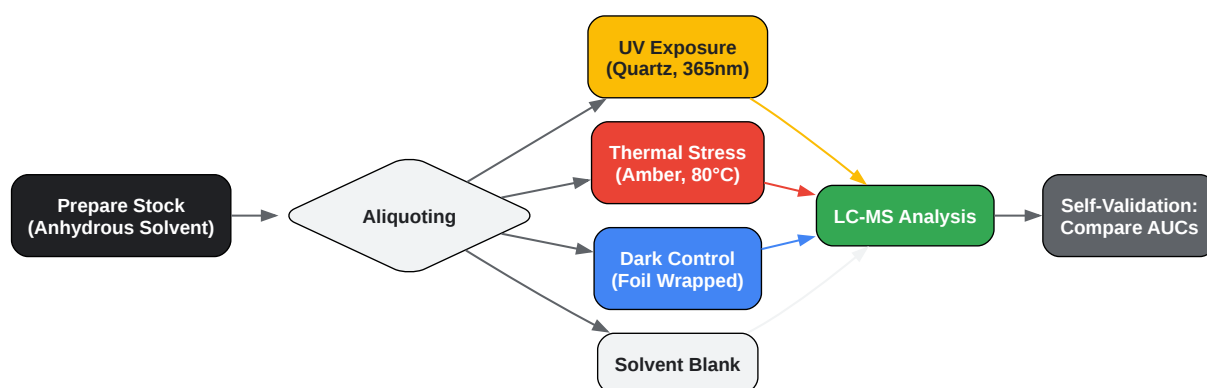 Prepare Stock
(Anhydrous Solvent)
Aliquoting
UV Exposure
(Quartz, 365nm)
Thermal Stress
(Amber, 80°C)
Dark Control
(Foil Wrapped)
Solvent Blank
LC-MS Analysis
Self-Validation:
Compare AUCs